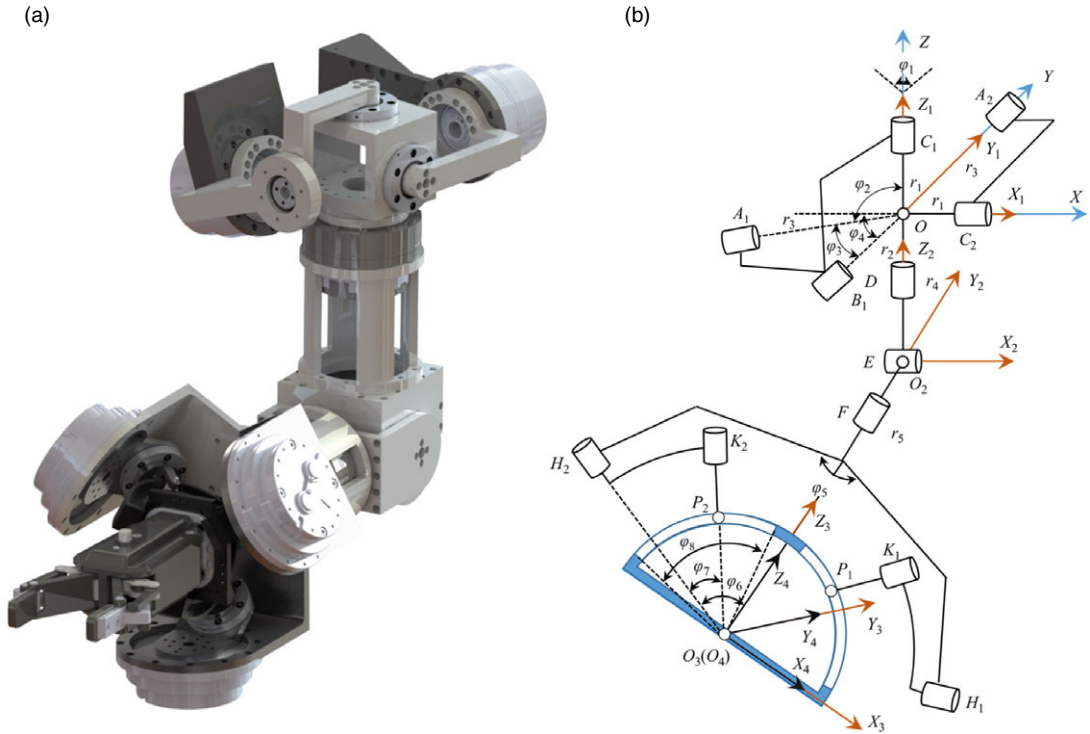 (a)
(b)
Z
φ1
Y
A2
Z1
C1
Y1
r3
φ2
r1
r1
X1
X
A1
r3
O
C2
φ4
φ3
r2
Z2
B1
D
r4
Y2
E
O2
X2
F
r5
H2
K2
φ5
P2
Z3
φ8
K1
P1
φ7
φ6
Z4
Y4
Y3
O3(O4)
X4
H1
X3